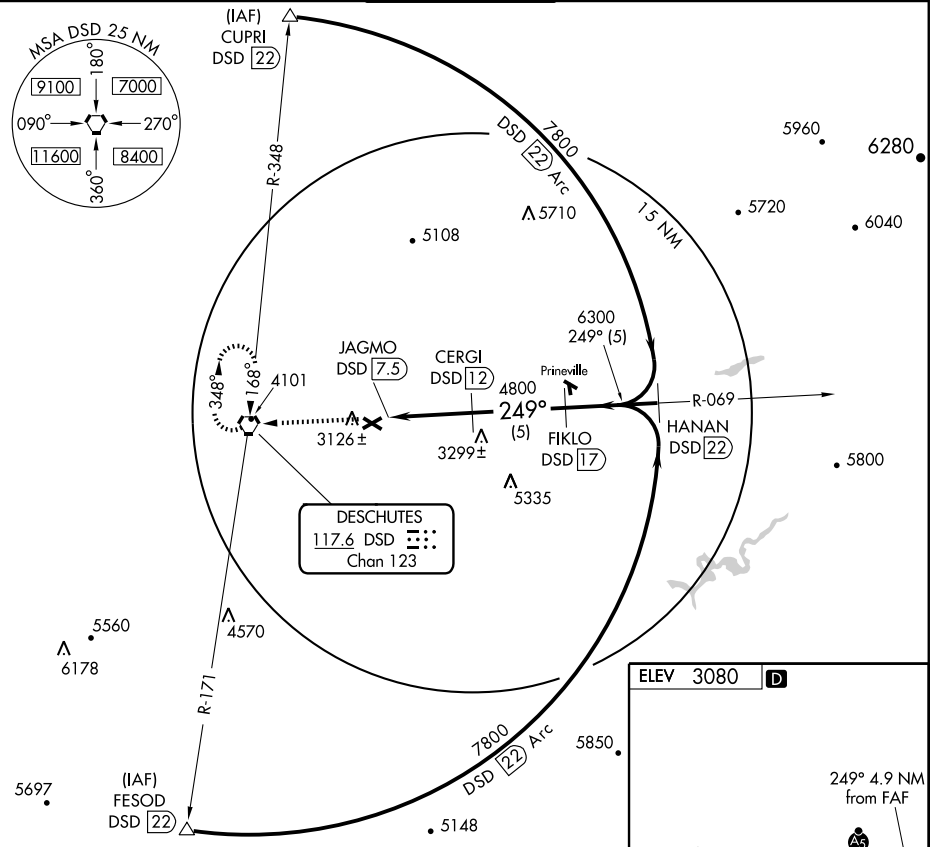 MSA DSD 25 NM
180°
9100
7000
090°
270°
11600
8400
360°
(IAF)
CUPRI
DSD 22
R-348
7800
DSD 22 Arc
15 NM
5960
6280
5720
6040
5710
5108
6300
249° (5)
JAGMO
DSD 7.5
CERGI
DSD 12
Prineville
4800
249°
(5)
348°
168°
4101
3126±
3299±
FIKLO
DSD 17
R-069
HANAN
DSD 22
5800
5335
DESCHUTES
117.6 DSD
Chan 123
4570
5560
6178
R-171
ELEV 3080 D
7800
DSD 22 Arc
5850
5697
(IAF)
FESOD
DSD 22
5148
249° 4.9 NM
from FAF
A5